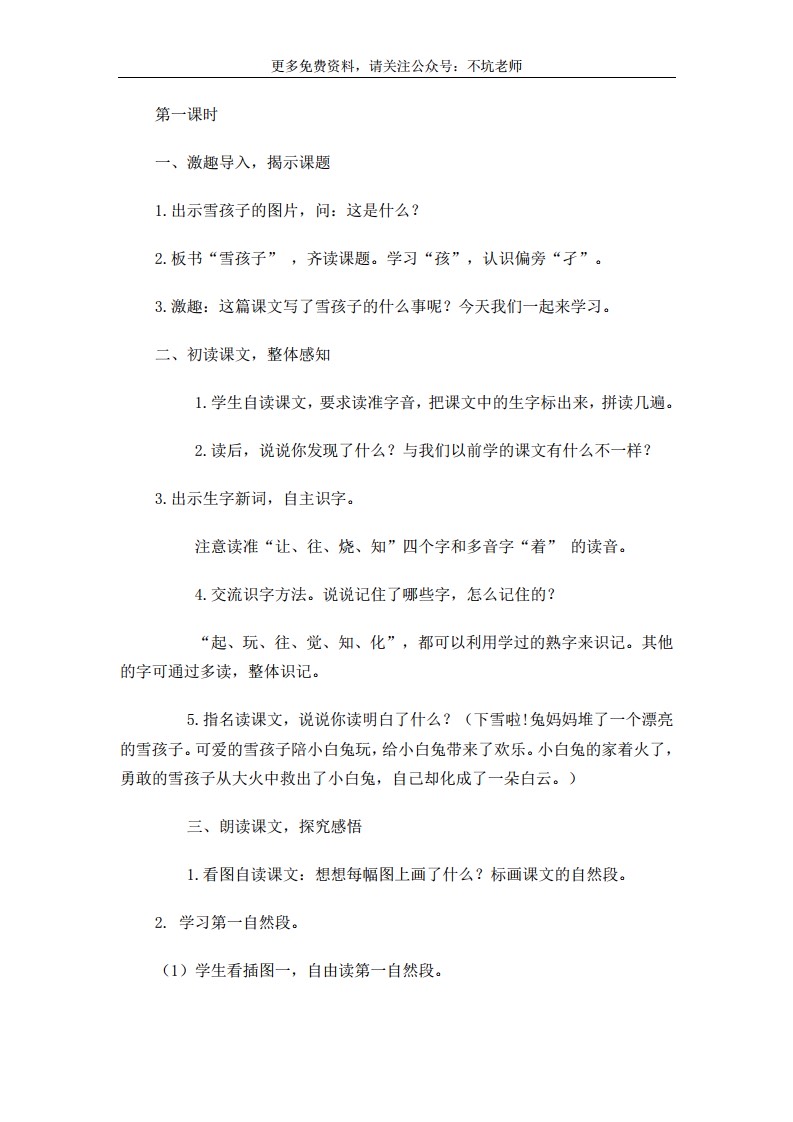 更多免费资料，请关注公众号：不坑老师
第一课时
一、激趣导入，揭示课题
1.出示雪孩子的图片，问：这是什么？
2.板书“雪孩子” ，齐读课题。学习“孩”，认识偏旁“孑”。
3.激趣：这篇课文写了雪孩子的什么事呢？今天我们一起来学习。
二、初读课文，整体感知
1.学生自读课文，要求读准字音，把课文中的生字标出来，拼读几遍。
2.读后，说说你发现了什么？与我们以前学的课文有什么不一样？
3.出示生字新词，自主识字。
注意读准“让、往、烧、知”四个字和多音字“着” 的读音。
4.交流识字方法。说说记住了哪些字，怎么记住的？
“起、玩、往、觉、知、化”，都可以利用学过的熟字来识记。其他
的字可通过多读，整体识记。
5.指名读课文，说说你读明白了什么？（下雪啦!兔妈妈堆了一个漂亮
的雪孩子。可爱的雪孩子陪小白兔玩，给小白兔带来了欢乐。小白兔的家着火了，
勇敢的雪孩子从大火中救出了小白兔，自己却化成了一朵白云。）
三、朗读课文，探究感悟
1.看图自读课文：想想每幅图上画了什么？标画课文的自然段。
2. 学习第一自然段。
（1）学生看插图一，自由读第一自然段。